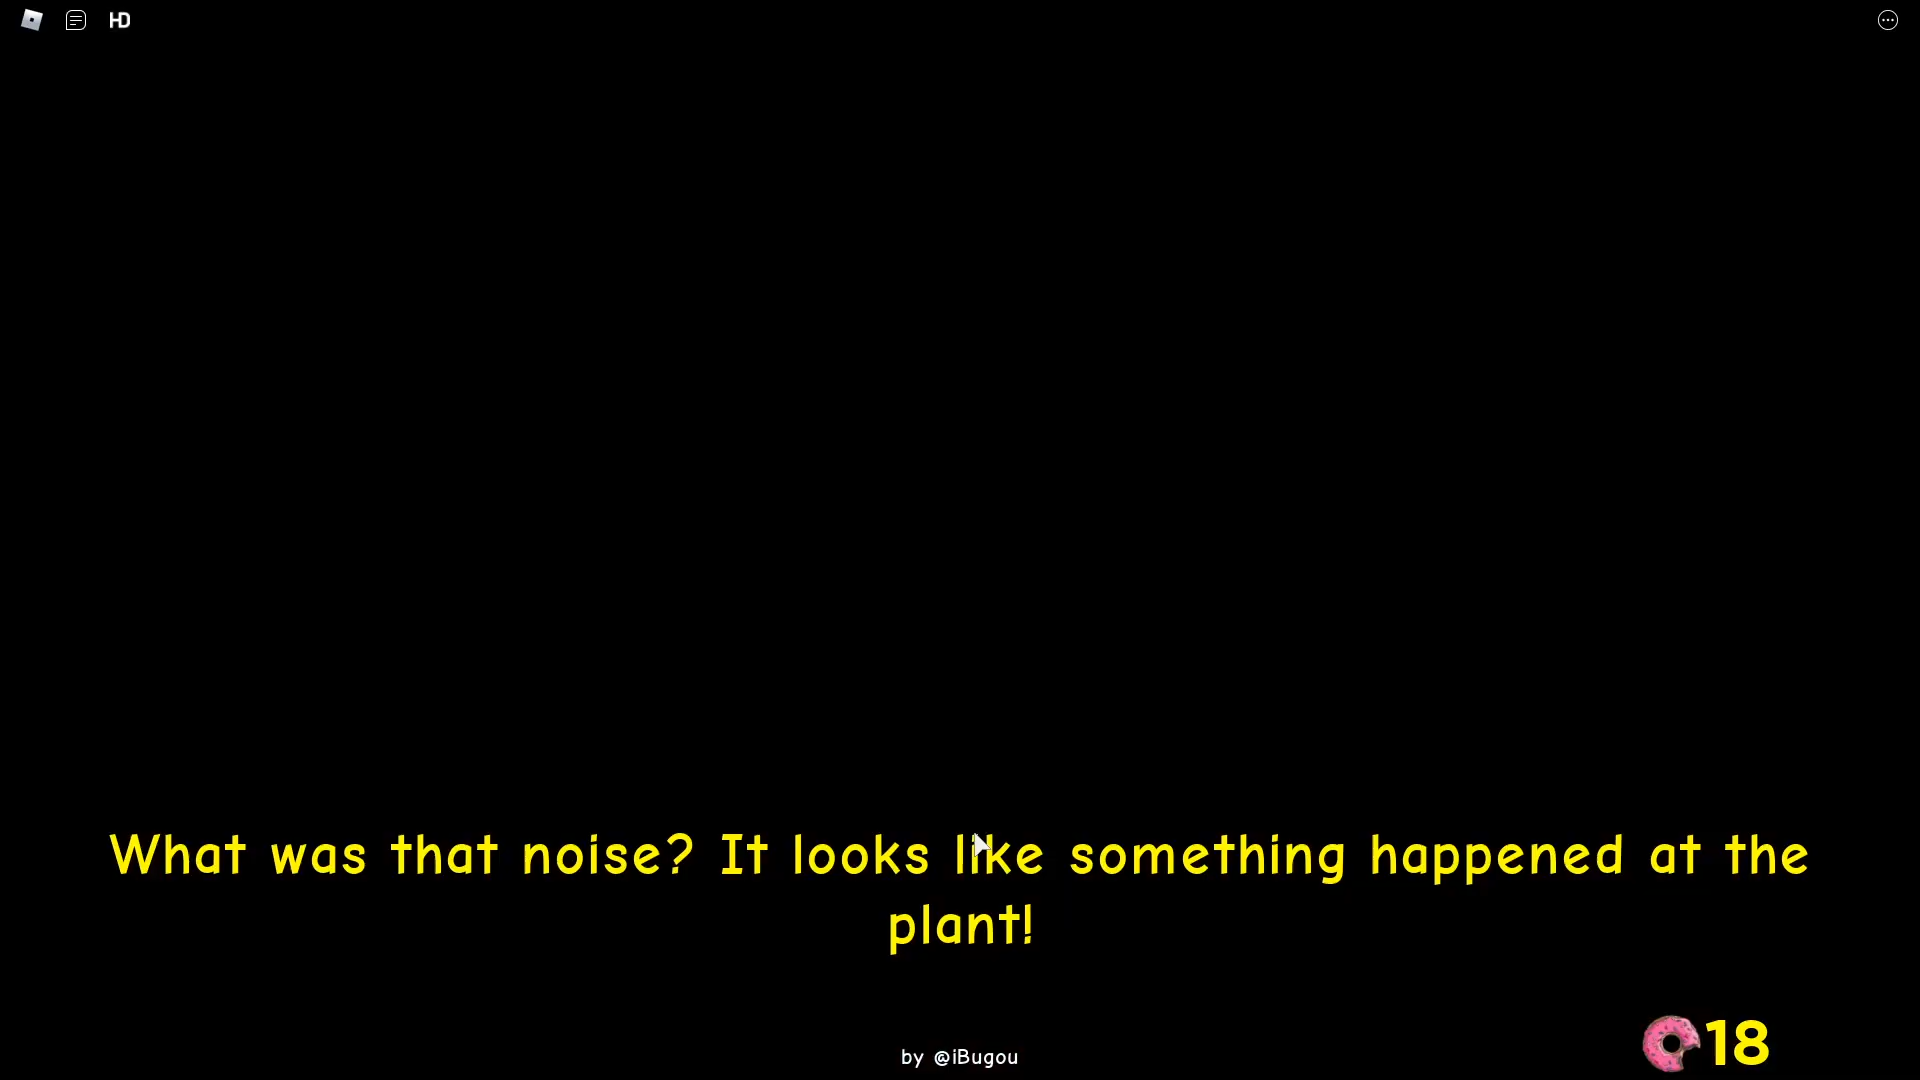 HD
What was that noise? It looks like something happened at the
plant!
by @iBugou
18